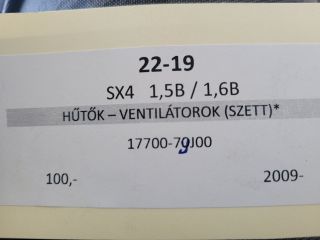 22-19
SX4 1,5B / 1,6B
HŰTŐK – VENTILÁTOROK (SZETT)*
17700-79J00
100,- 2009-